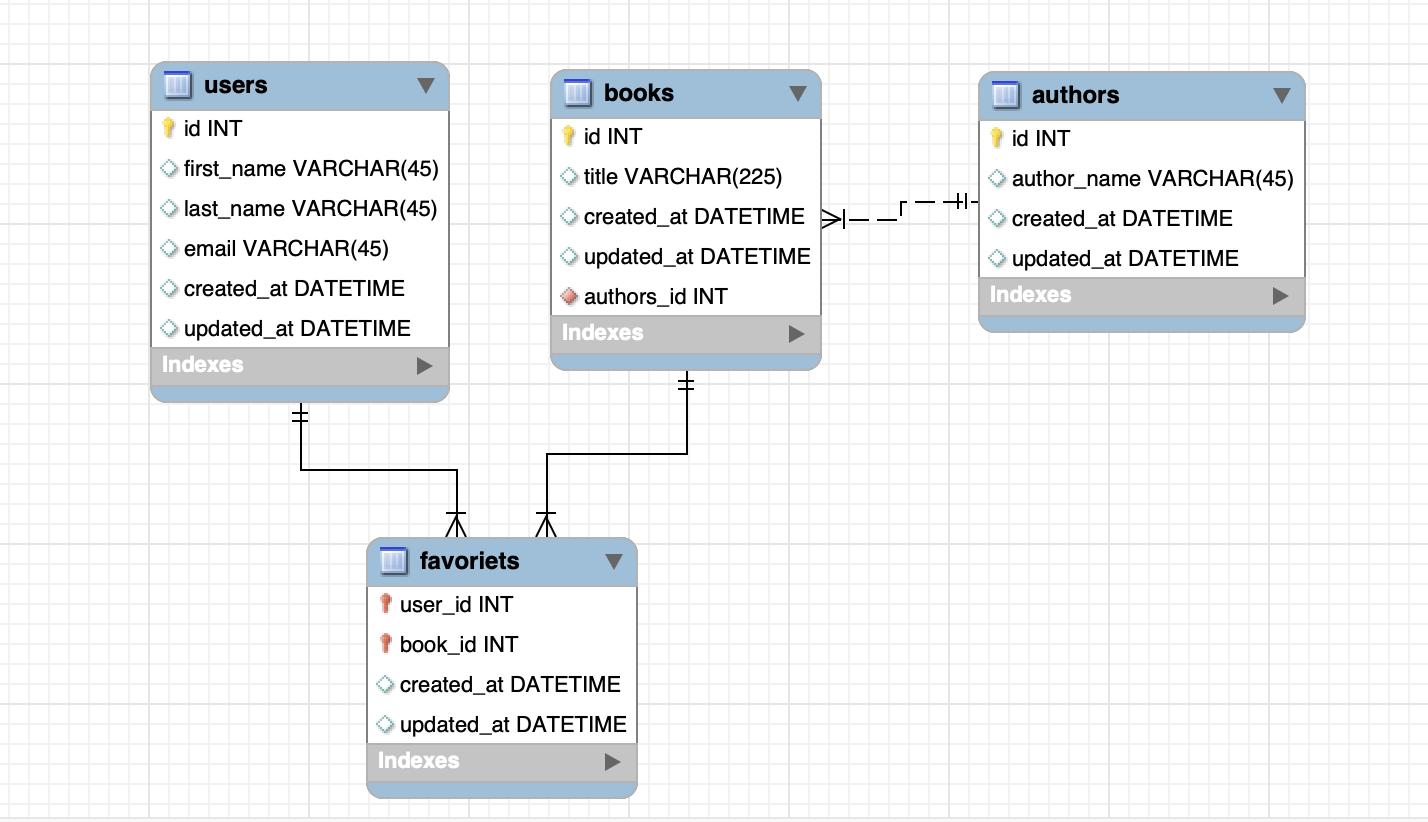 users
id INT
first_name VARCHAR(45)
last_name VARCHAR(45)
email VARCHAR(45)
created_at DATETIME
updated_at DATETIME
Indexes
books
id INT
title VARCHAR(225)
created_at DATETIME
updated_at DATETIME
authors_id INT
Indexes
authors
id INT
author_name VARCHAR(45)
created_at DATETIME
updated_at DATETIME
Indexes
favoriets
user_id INT
book_id INT
created_at DATETIME
updated_at DATETIME
Indexes